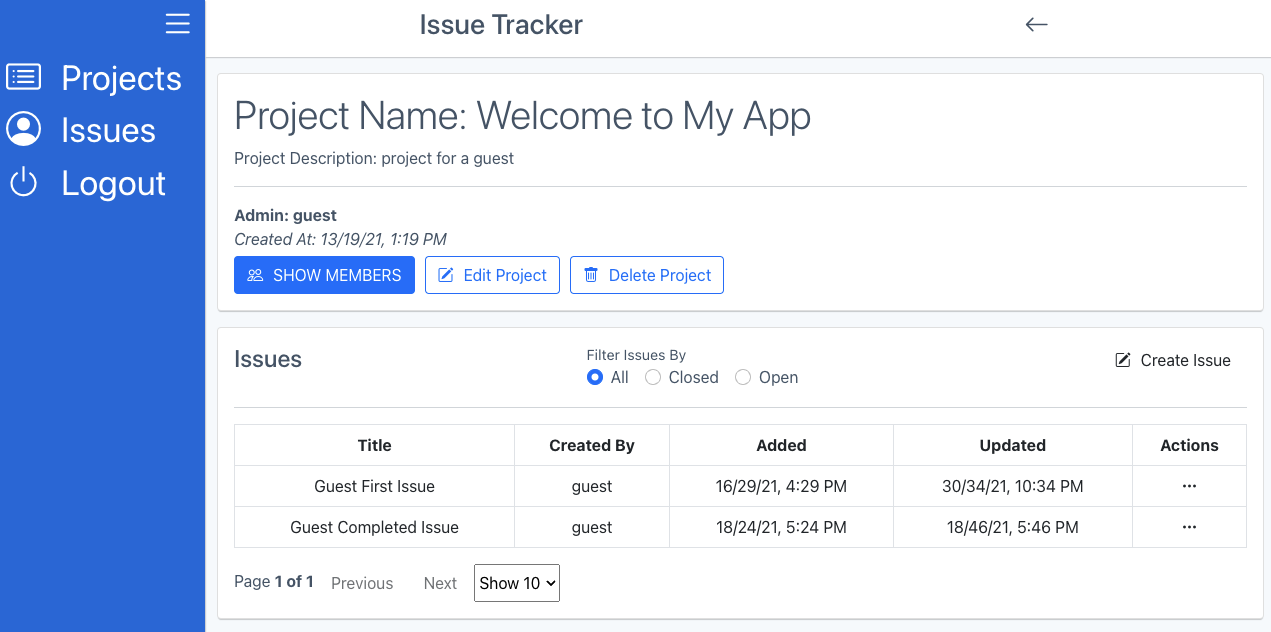 Issue Tracker
Projects
Issues
Logout
Project Name: Welcome to My App
Project Description: project for a guest
Admin: guest
Created At: 13/19/21, 1:19 PM
SHOW MEMBERS Edit Project Delete Project
Issues
Filter Issues By
All Closed Open
Create Issue
Title Created By Added Updated Actions
Guest First Issue guest 16/29/21, 4:29 PM 30/34/21, 10:34 PM ...
Guest Completed Issue guest 18/24/21, 5:24 PM 18/46/21, 5:46 PM ...
Page 1 of 1 Previous Next Show 10